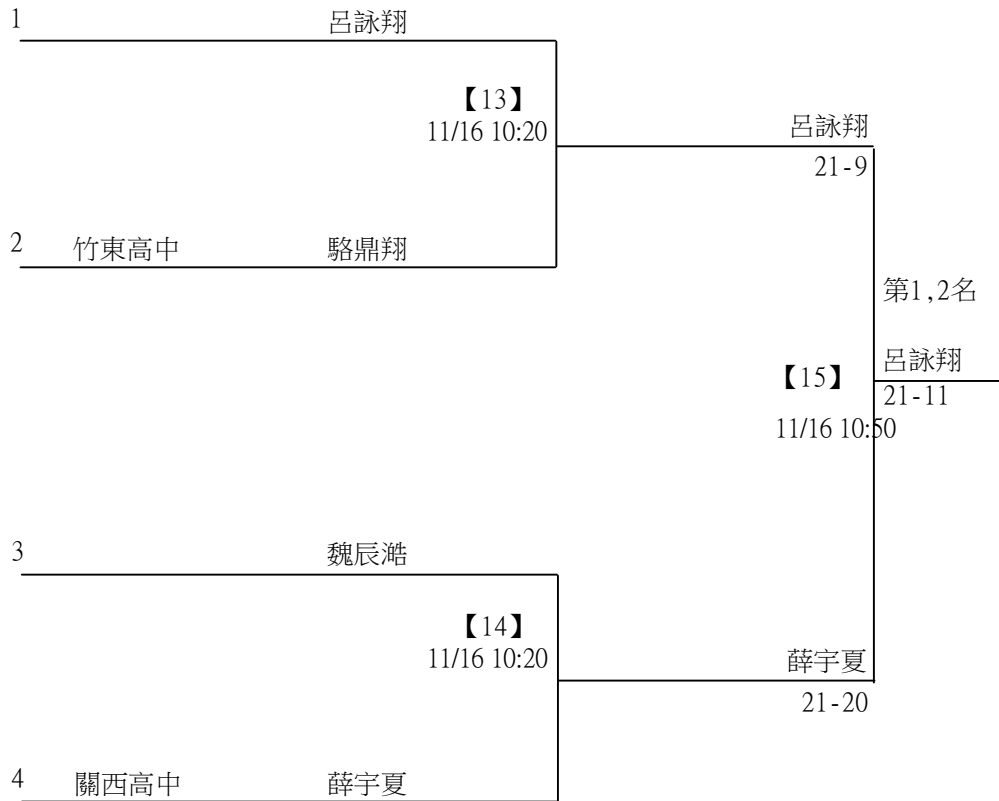 1 呂詠翔
【13】
11/16 10:20
呂詠翔
21-9
2 竹東高中 駱鼎翔
第1,2名
呂詠翔
【15】
21-11
11/16 10:50
3 魏辰澔
【14】
11/16 10:20
薛宇夏
21-20
4 關西高中 薛宇夏